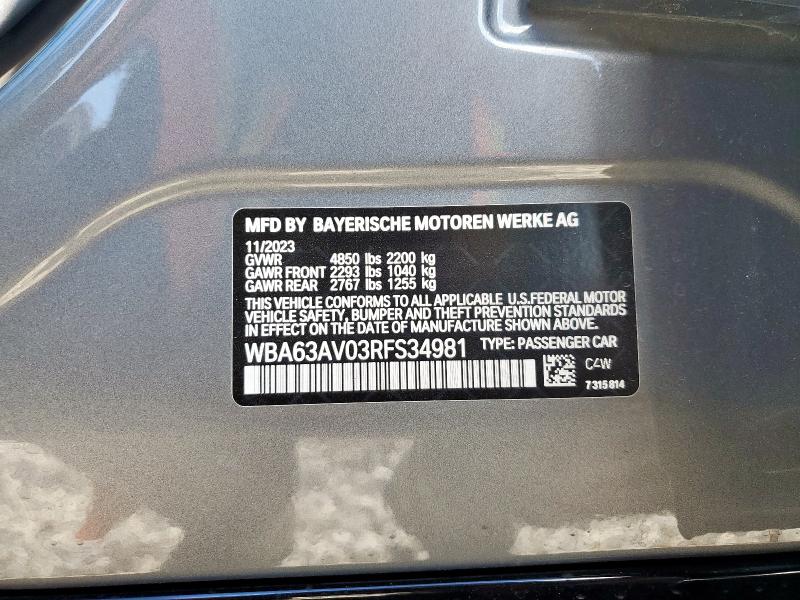 MFD BY BAYERISCHE MOTOREN WERKE AG
11/2023
GVWR 4850 lbs 2200 kg
GAWR FRONT 2293 lbs 1040 kg
GAWR REAR 2767 lbs 1255 kg
THIS VEHICLE CONFORMS TO ALL APPLICABLE U.S.FEDERAL MOTOR
VEHICLE SAFETY, BUMPER AND THEFT PREVENTION STANDARDS
IN EFFECT ON THE DATE OF MANUFACTURE SHOWN ABOVE.
WBA63AV03RFS34981 TYPE: PASSENGER CAR
C4W
7315814